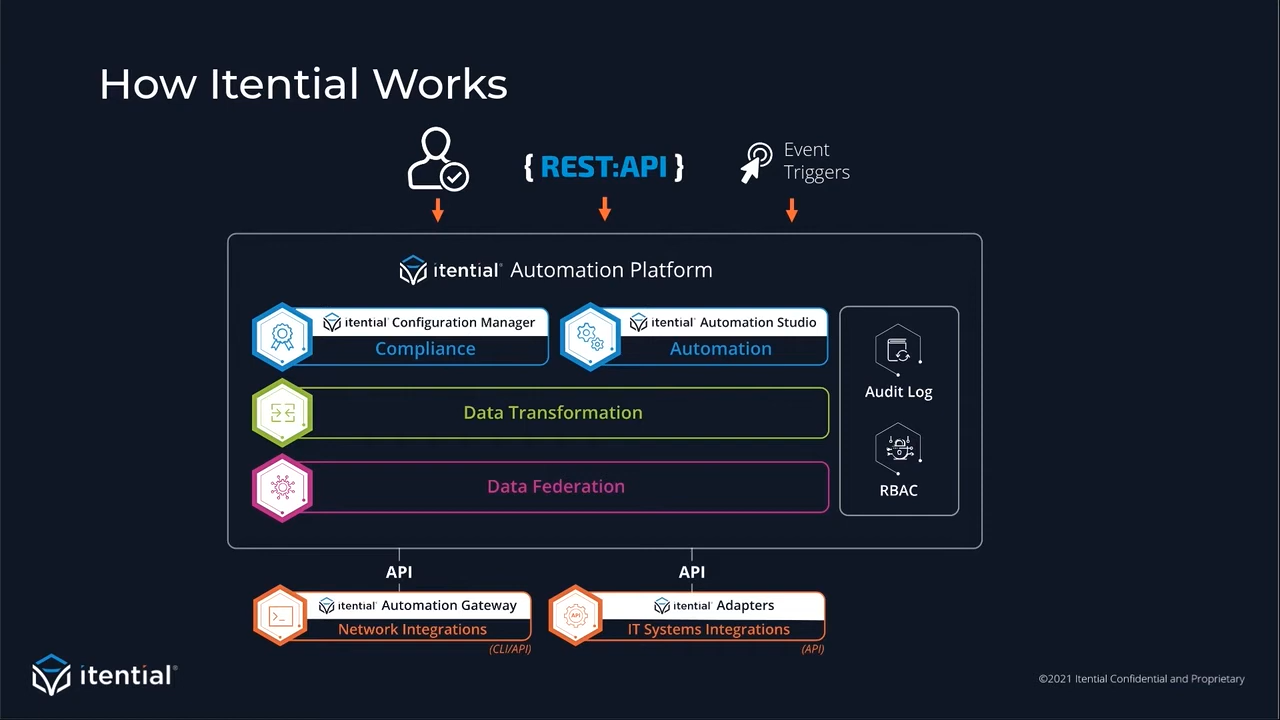 How Itential Works
{ REST:API }
Event
Triggers
itential® Automation Platform
itential® Configuration Manager
Compliance
itential® Automation Studio
Automation
Data Transformation
Data Federation
Audit Log
RBAC
API
API
itential® Automation Gateway
Network Integrations
(CLI/API)
API
itential® Adapters
IT Systems Integrations
(API)
itential®
©2021 Itential Confidential and Proprietary